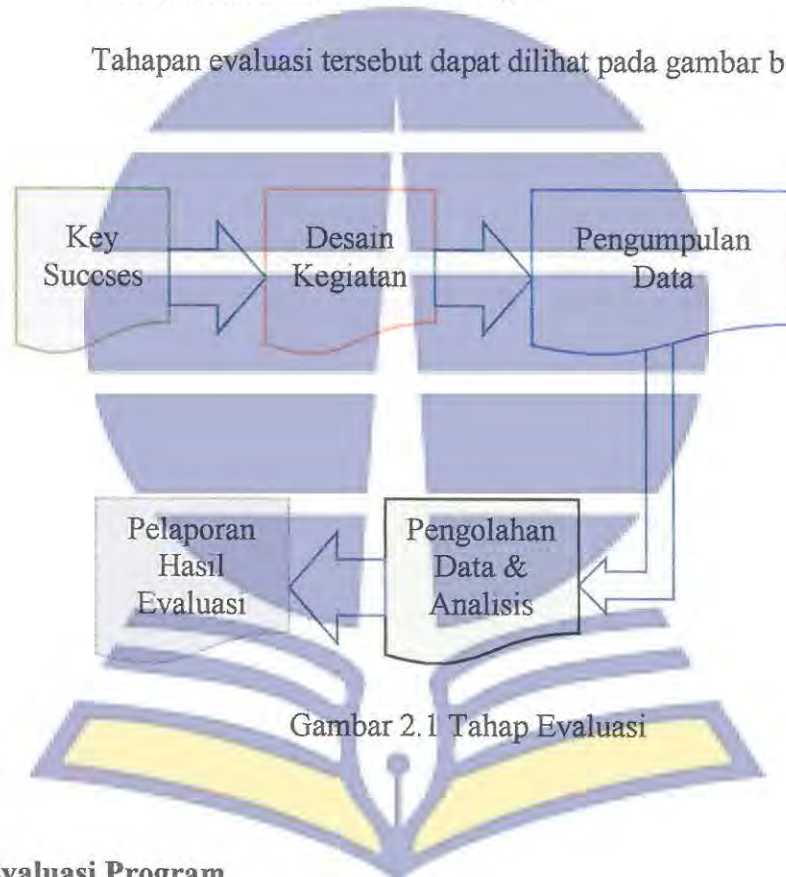 Tahapan evaluasi tersebut dapat dilihat pada gambar b
Key
Succses
Desain
Kegiatan
Pengumpulan
Data
Pelaporan
Hasil
Evaluasi
Pengolahan
Data &
Analisis
Gambar 2.1 Tahap Evaluasi
valuasi Program